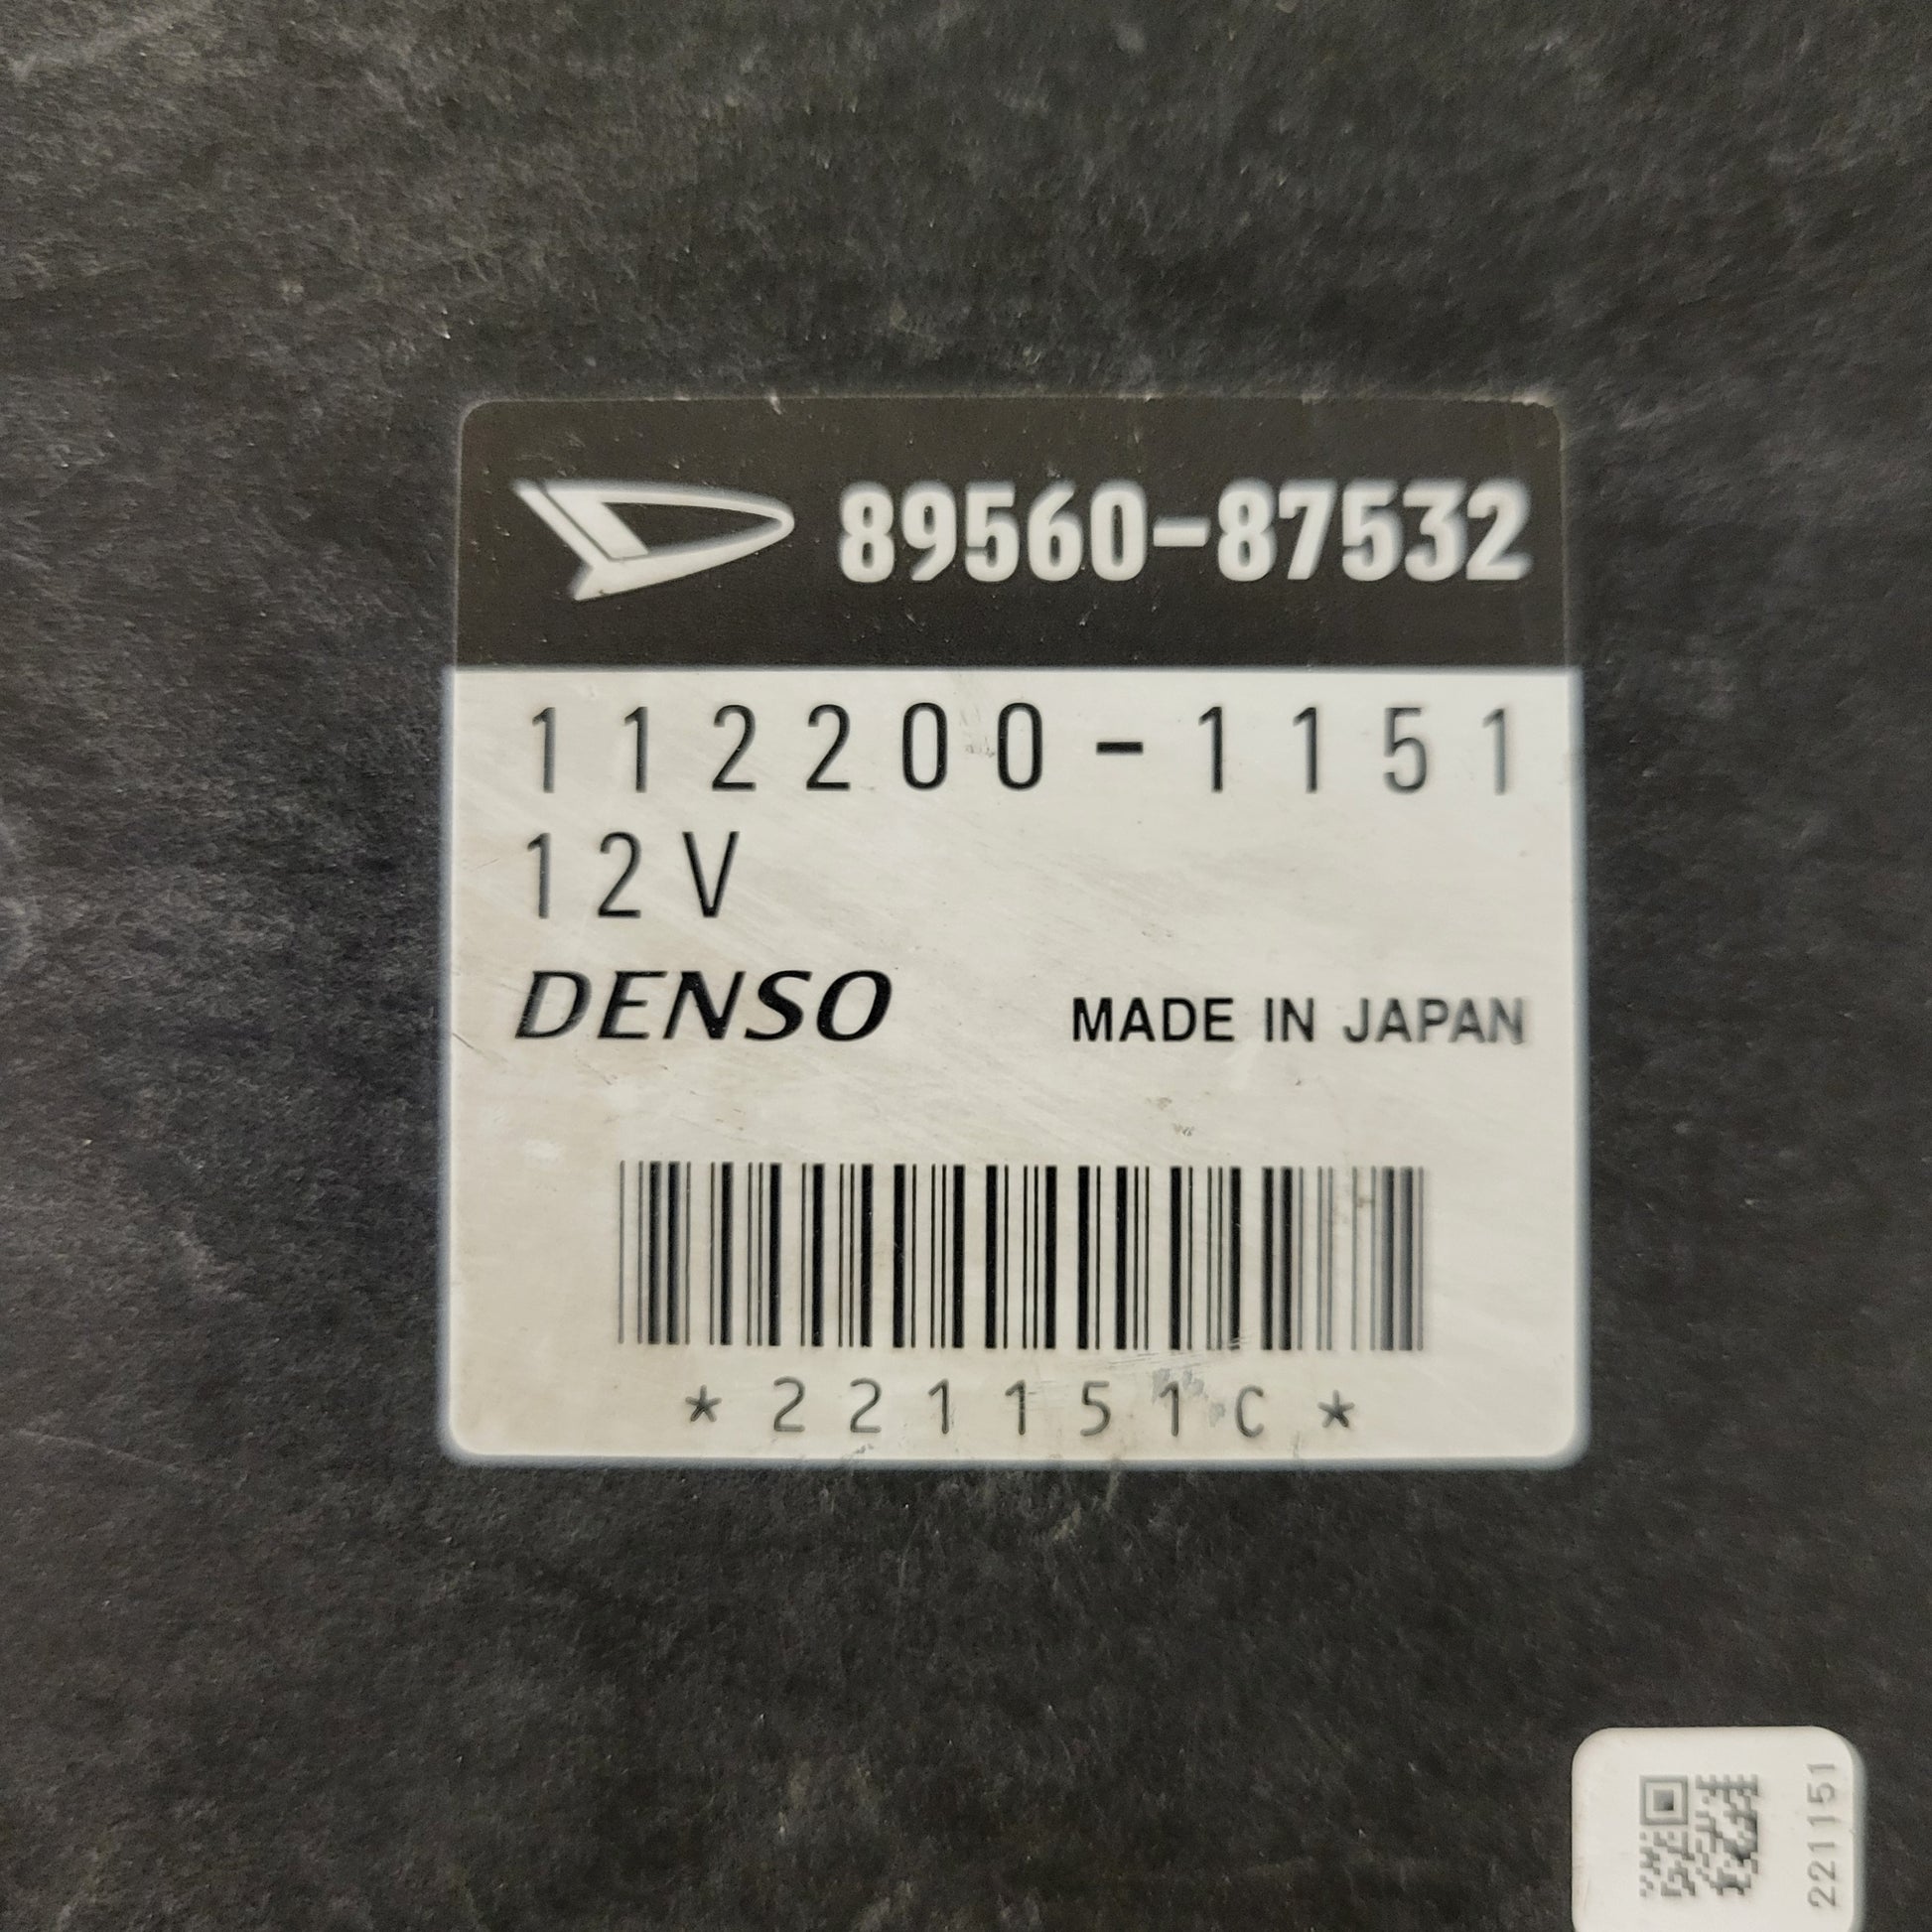 89560-87532
112200-1151
12V
DENSO MADE IN JAPAN
*221151C*
221151